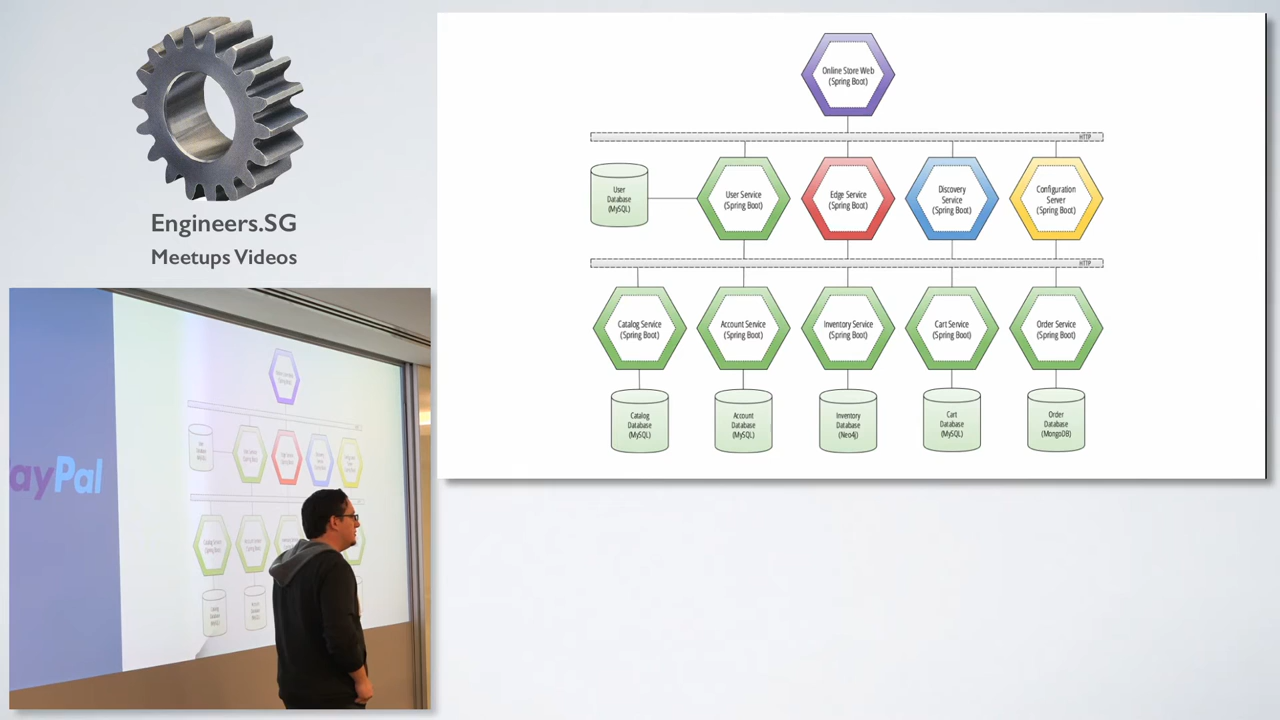 Engineers.SG
Meetups Videos
ayPal
Online Store Web
(Spring Boot)
HTTP
User
Database
(MySQL)
User Service
(Spring Boot)
Edge Service
(Spring Boot)
Discovery
Service
(Spring Boot)
Configuration
Server
(Spring Boot)
HTTP
Catalog Service
(Spring Boot)
Account Service
(Spring Boot)
Inventory Service
(Spring Boot)
Cart Service
(Spring Boot)
Order Service
(Spring Boot)
Catalog
Database
(MySQL)
Account
Database
(MySQL)
Inventory
Database
(Neo4j)
Cart
Database
(MySQL)
Order
Database
(MongoDB)